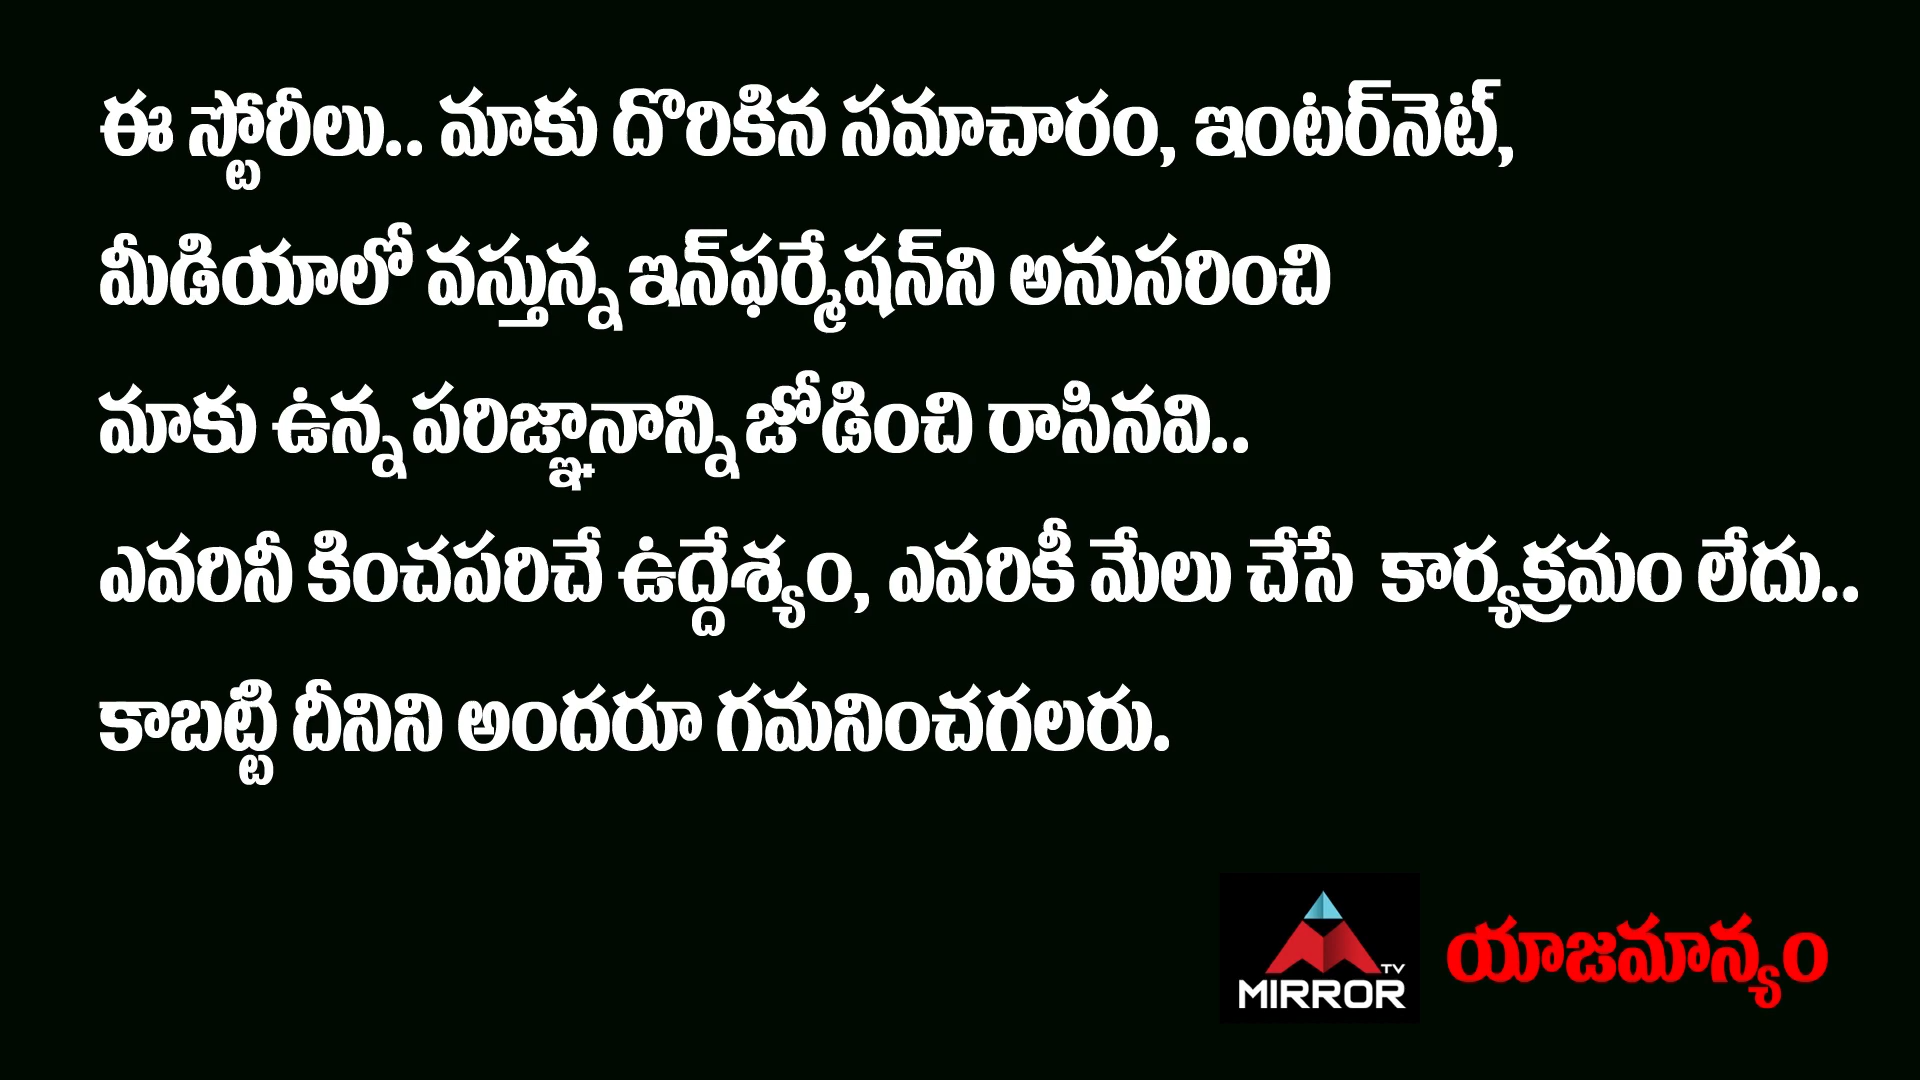 ఈ స్టోరీలు.. మాకు దొరికిన సమాచారం, ఇంటర్‌నెట్,
మీడియాలో వస్తున్న ఇన్‌ఫర్మేషన్‌ని అనుసరించి
మాకు ఉన్న పరిజ్ఞానాన్ని జోడించి రాసినవి..
ఎవరినీ కించపరిచే ఉద్దేశ్యం, ఎవరికీ మేలు చేసే కార్యక్రమం లేదు..
కాబట్టి దీనిని అందరూ గమనించగలరు.
TV
MIRROR
యాజమాన్యం